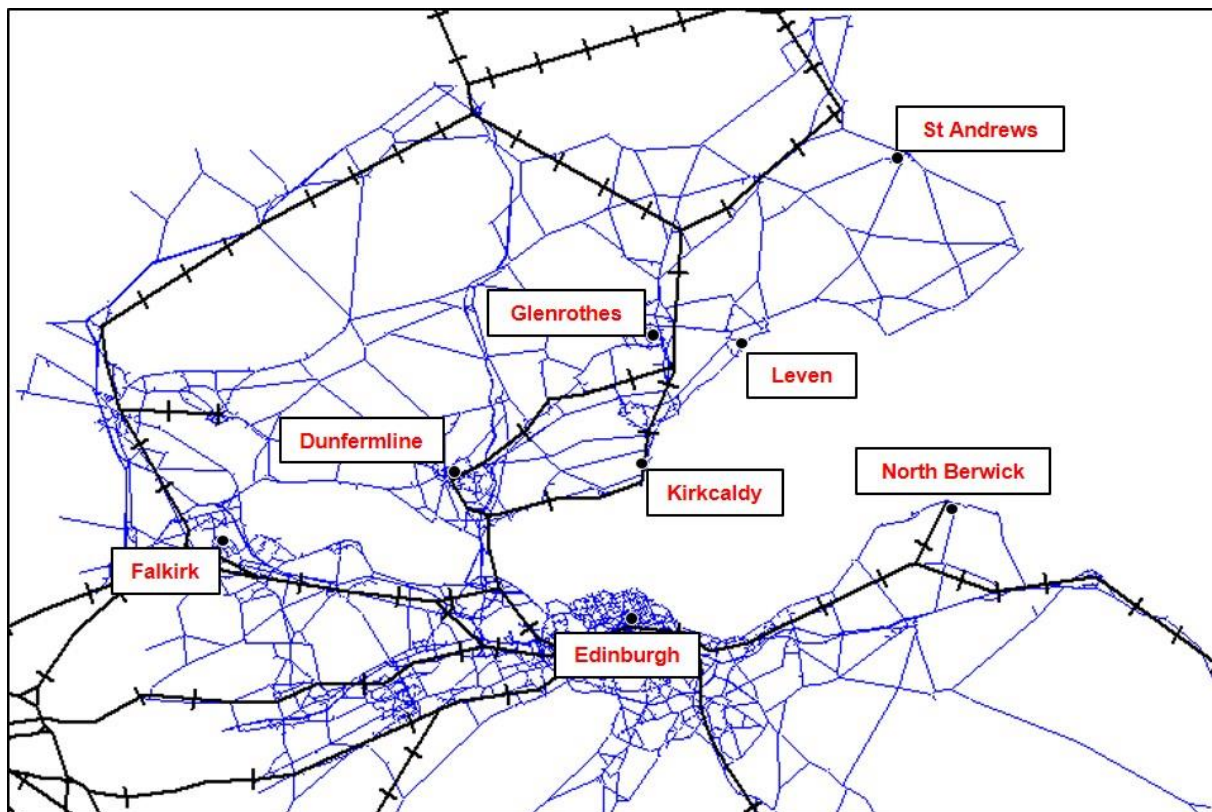 St Andrews
Glenrothes
Leven
Dunfermline
North Berwick
Kirkcaldy
Falkirk
Edinburgh